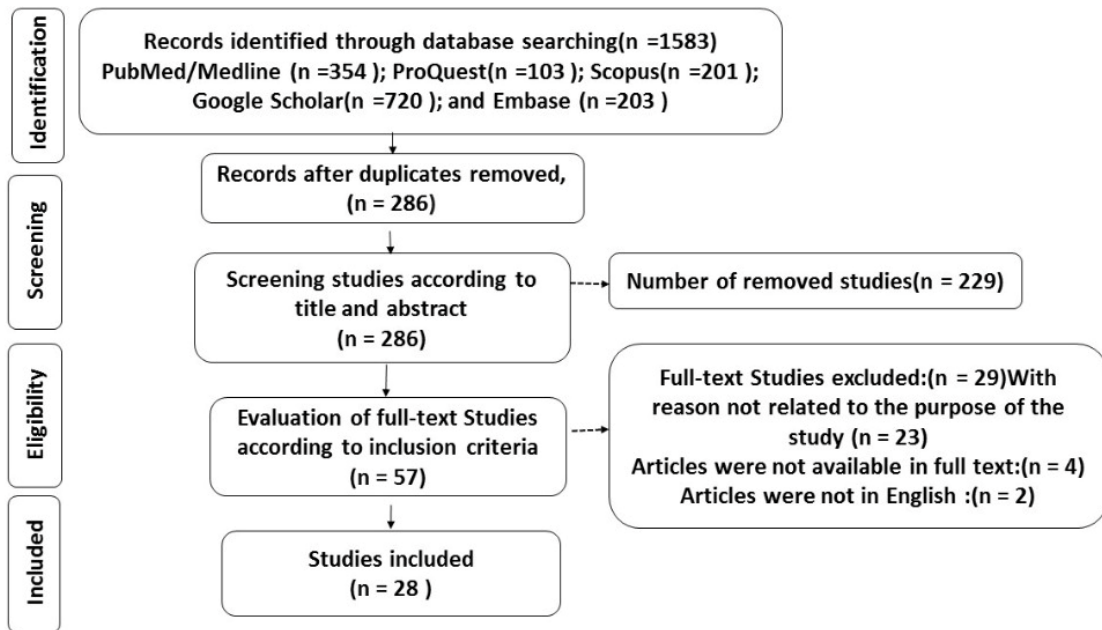 Identification
Records identified through database searching(n =1583)
PubMed/Medline (n =354 ); ProQuest(n =103 ); Scopus(n =201 );
Google Scholar(n =720 ); and Embase (n =203 )
Screening
Records after duplicates removed,
(n = 286)
Screening studies according to
title and abstract
(n = 286)
Number of removed studies(n = 229)
Eligibility
Evaluation of full-text Studies
according to inclusion criteria
(n = 57)
Full-text Studies excluded:(n = 29)With
reason not related to the purpose of the
study (n = 23)
Articles were not available in full text:(n = 4)
Articles were not in English :(n = 2)
Included
Studies included
(n = 28 )